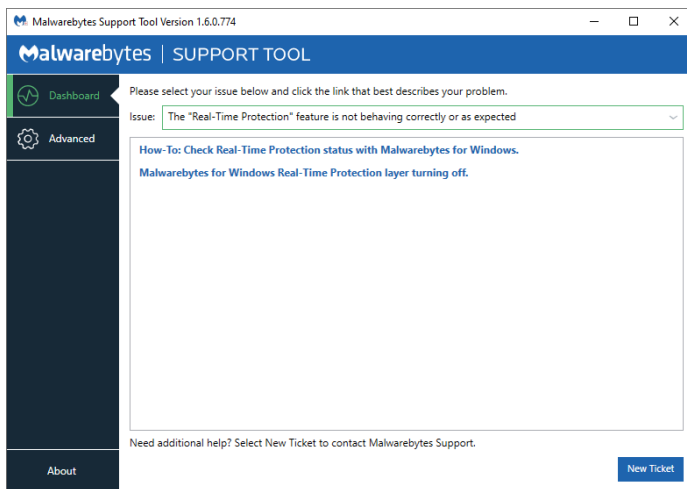 Malwarebytes Support Tool Version 1.6.0.774
Malwarebytes | SUPPORT TOOL
Dashboard
Advanced
Please select your issue below and click the link that best describes your problem.
Issue: The "Real-Time Protection" feature is not behaving correctly or as expected
How-To: Check Real-Time Protection status with Malwarebytes for Windows.
Malwarebytes for Windows Real-Time Protection layer turning off.
Need additional help? Select New Ticket to contact Malwarebytes Support.
About
New Ticket